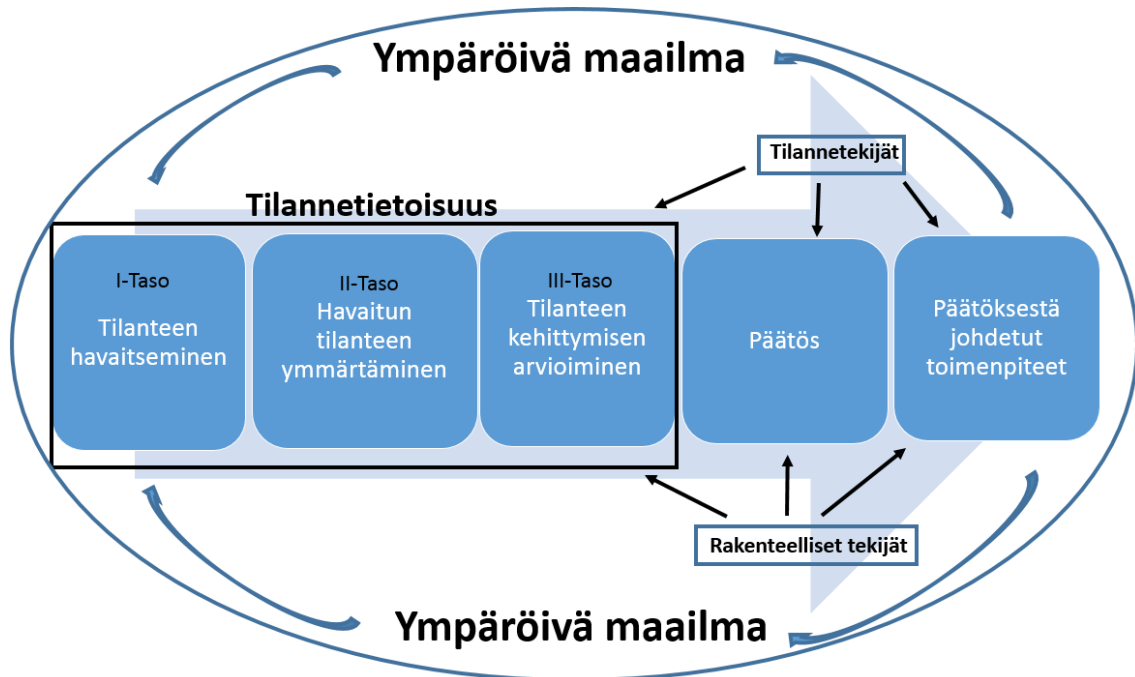 Ympäröivä maailma
Tilannetekijät
Tilannetietoisuus
I-Taso
Tilanteen
havaitseminen
II-Taso
Havaitun
tilanteen
ymmärtäminen
III-Taso
Tilanteen
kehittymisen
arvioiminen
Päätös
Päätöksestä
johdetut
toimenpiteet
Rakenteelliset tekijät
Ympäröivä maailma